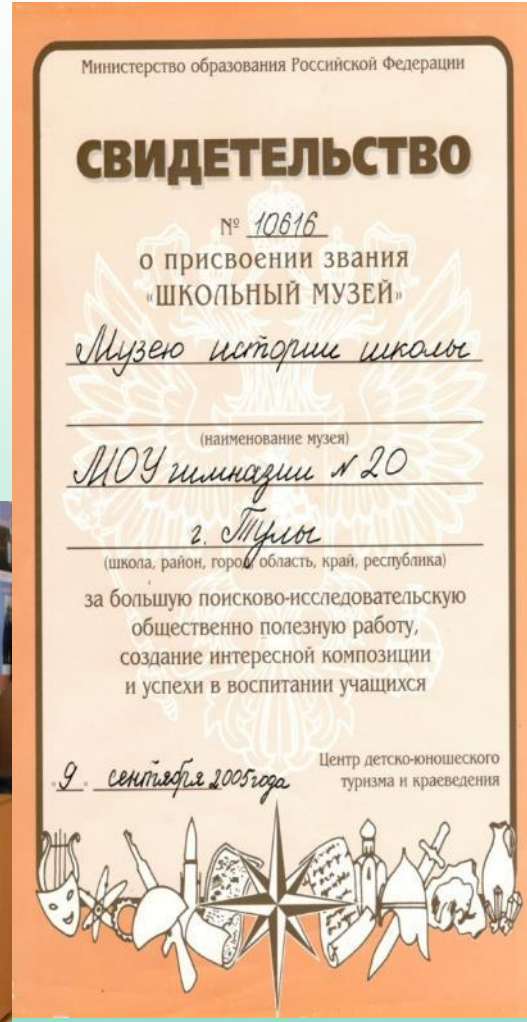 Министерство образования Российской Федерации
СВИДЕТЕЛЬСТВО
№ 10616
о присвоении звания
«ШКОЛЬНЫЙ МУЗЕЙ»
Музею истории школы
(наименование музея)
МОУ гимназии № 20
г. Тулы
(школа, район, город, область, край, республика)
за большую поисково-исследовательскую
общественно полезную работу,
создание интересной композиции
и успехи в воспитании учащихся
"9" сентября 2005 года
Центр детско-юношеского
туризма и краеведения